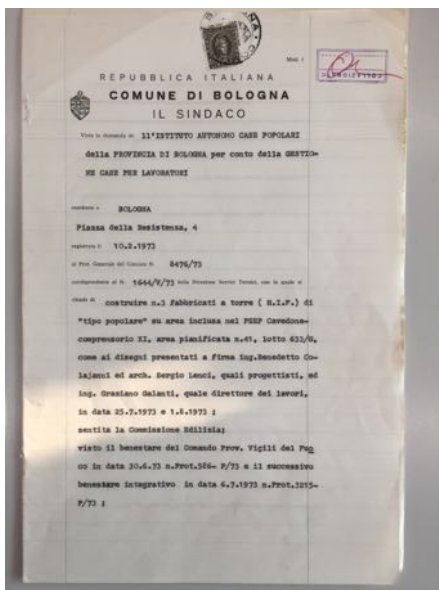 Mod. /
REPUBBLICA ITALIANA
COMUNE DI BOLOGNA
IL SINDACO
Vista la domanda de ll'ISTITUTO AUTONOMO CASE POPOLARI
della PROVINCIA DI BOLOGNA per conto della GESTIO-
NE CASE PER LAVORATORI
residente a BOLOGNA
Piazza della Resistenza, 4
registrata il 10.2.1973
al Prot. Generale del Comune N. 8476/73
corrispondente al N. 1644/V/73 della Direzione Servizi Tecnici, con la quale si
chiede di costruire n.3 fabbricati a torre ( H.I.P.) di
"tipo popolare" su area inclusa nel PEEP Cavedone-
comprensorio XI, area pianificata n.41, lotto 633/G,
come ai disegni presentati a firma ing.Benedetto Co-
lajanni ed arch. Sergio Lenci, quali propettisti, ed
ing. Graziano Galanti, quale direttore dei lavori,
in data 25.7.1973 e 1.8.1973 ;
sentita la Commissione Edilizia;
visto il benestare del Comando Prov. Vigili del Fuo
co in data 30.6.73 n.Prot.586- P/73 e il successivo
benestare integrativo in data 6.7.1973 n.Prot.3215-
P/73 ;